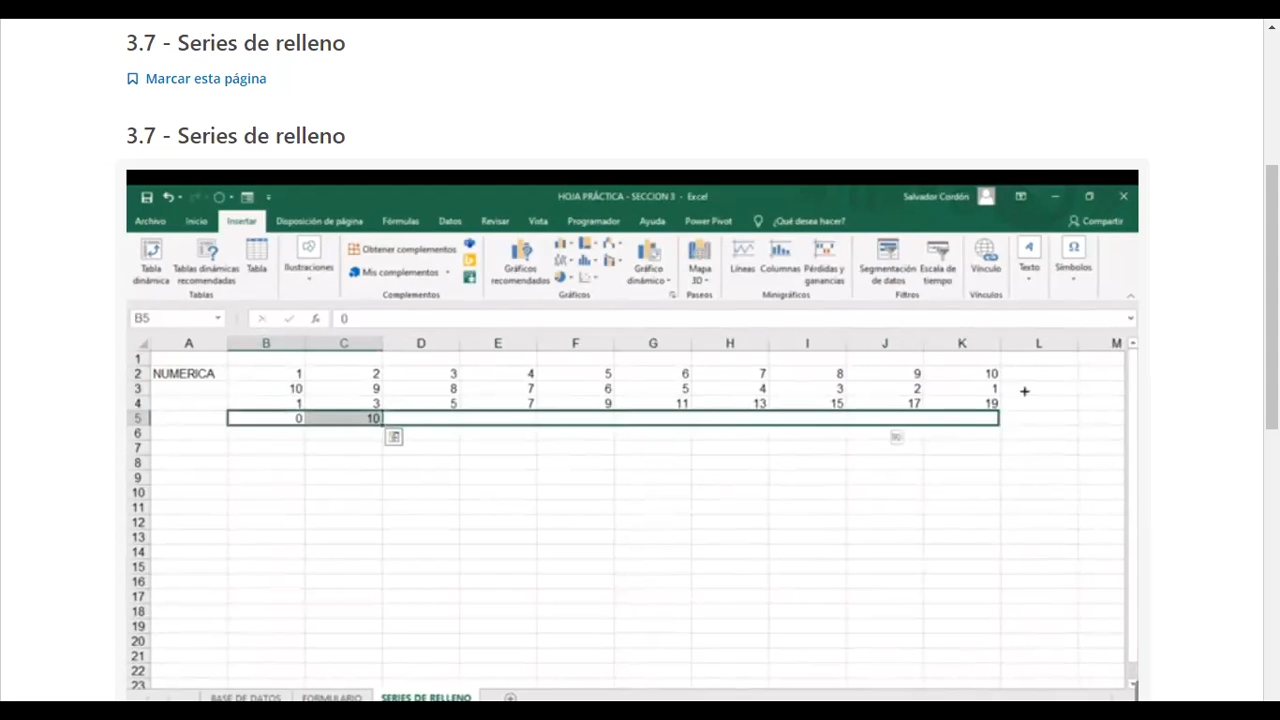 3.7 - Series de relleno
Marcar esta página
3.7 - Series de relleno
HOJA PRÁCTICA - SECCION 3 - Excel
Salvador Cordón
Archivo Inicio Insertar Disposición de página Fórmulas Datos Revisar Vista Programador Ayuda Power Pivot ¿Qué desea hacer? Compartir
Tabla dinámica Tablas dinámicas recomendadas Tabla Ilustraciones Obtener complementos Mis complementos Gráficos recomendados Gráfico dinámico Mapa 3D Líneas Columnas Pérdidas y ganancias Segmentación de datos Escala de tiempo Vínculo Texto Símbolos
Tablas Complementos Gráficos Paseos Minigráficos Filtros Vínculos
B5 fx 0
A B C D E F G H I J K L M
1
2 NUMERICA 1 2 3 4 5 6 7 8 9 10
3 10 9 8 7 6 5 4 3 2 1
4 1 3 5 7 9 11 13 15 17 19
5 0 10
6
7
8
9
10
11
12
13
14
15
16
17
18
19
20
21
22
23
BASE DE DATOS FORMULARIO SERIES DE RELLENO